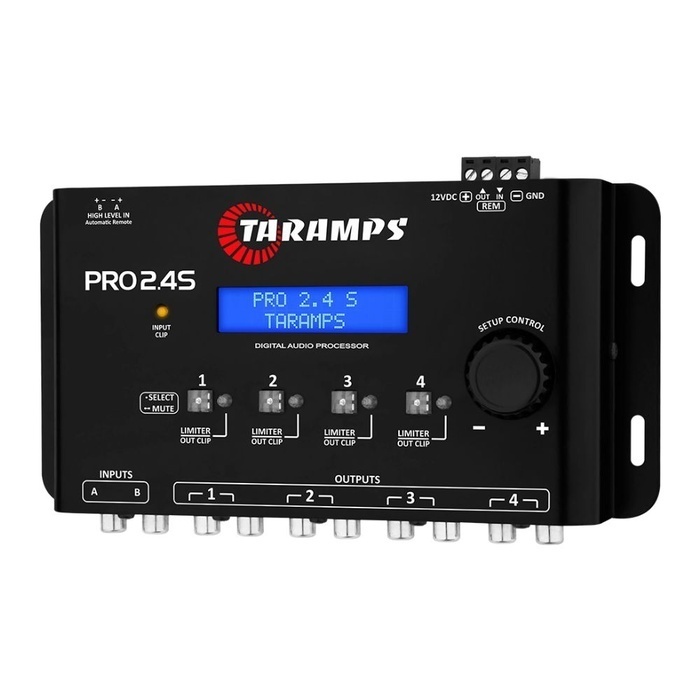 12VDC + OUT IN - GND
REM
+ - - +
B A
HIGH LEVEL IN
Automatic Remote
TARAMPS
PRO 2.4S
PRO 2.4 S
TARAMPS
INPUT
CLIP
DIGITAL AUDIO PROCESSOR
SETUP CONTROL
- +
1 2 3 4
•SELECT
•• MUTE
LIMITER LIMITER LIMITER LIMITER
OUT CLIP OUT CLIP OUT CLIP OUT CLIP
INPUTS OUTPUTS
A B 1 2 3 4